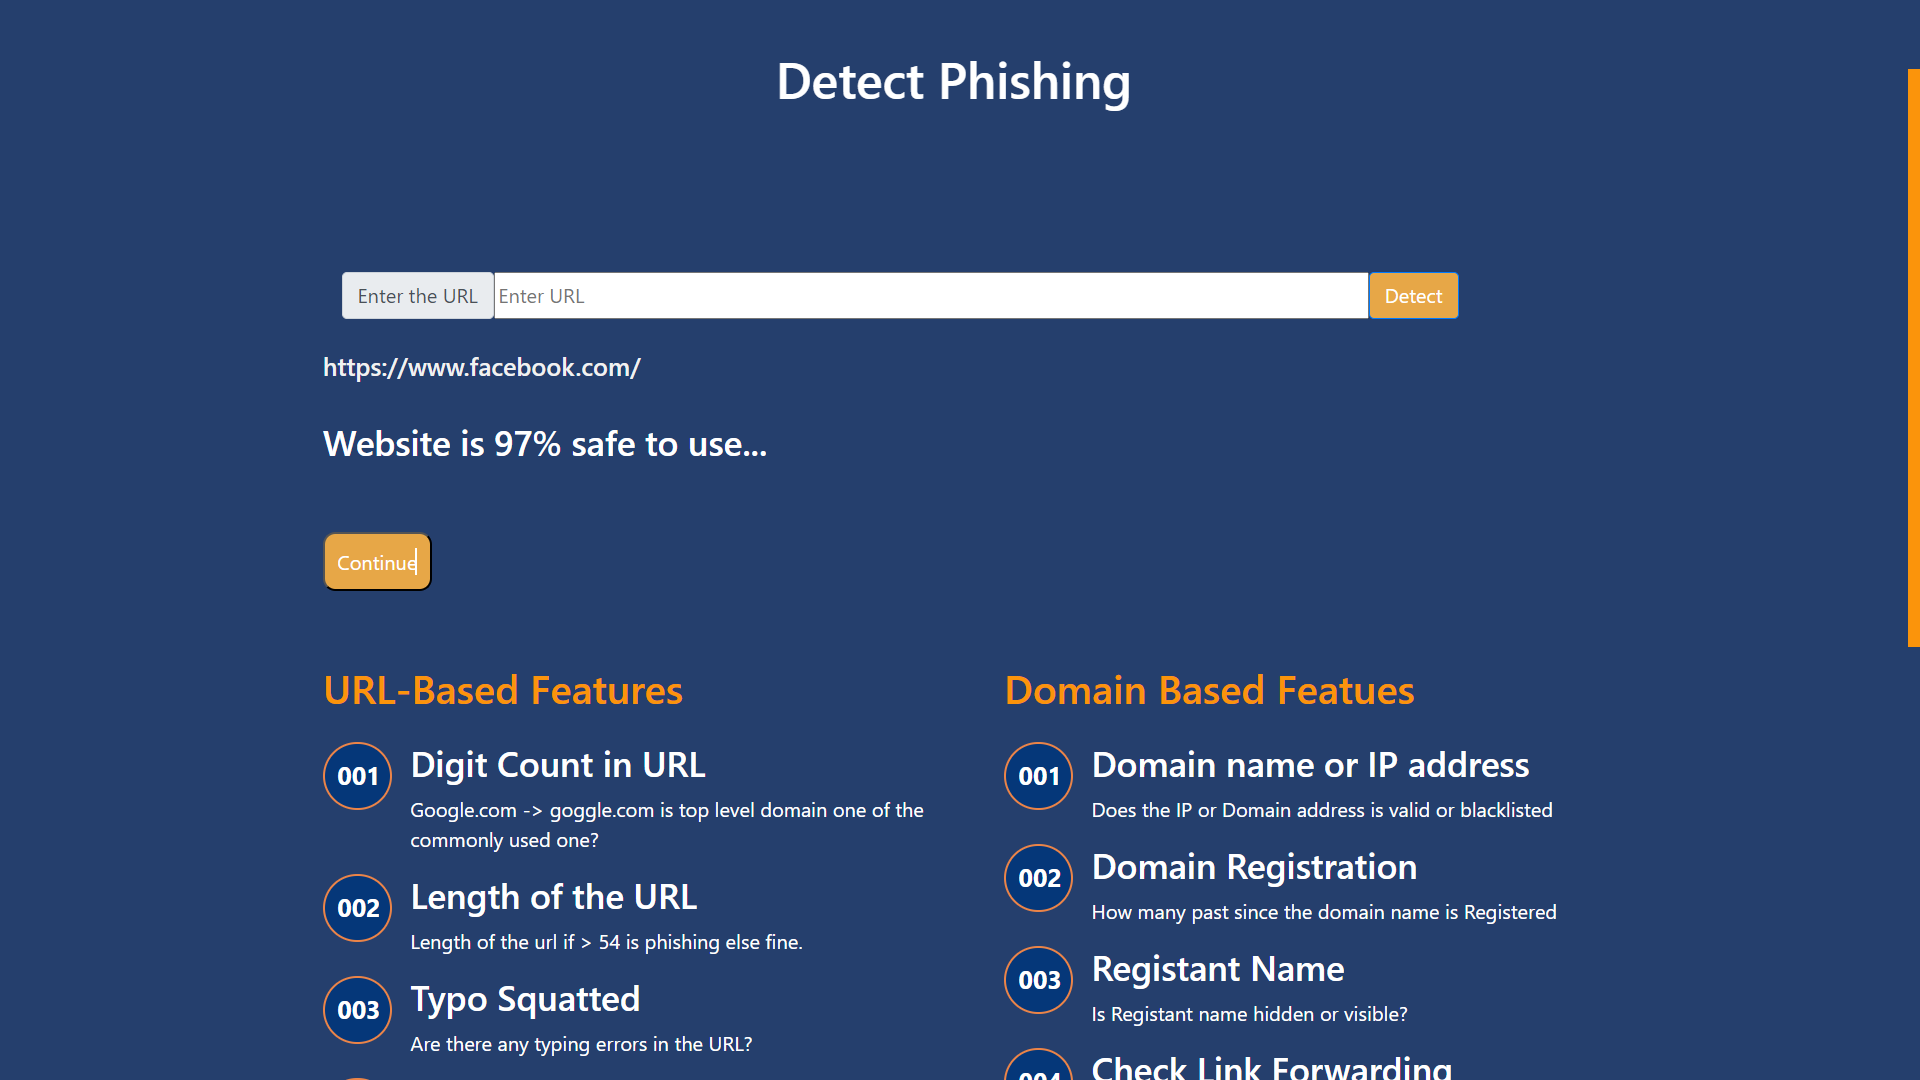 Detect Phishing
Enter the URL
Enter URL
Detect
https://www.facebook.com/
Website is 97% safe to use...
Continue
URL-Based Features
001
Digit Count in URL
Google.com -> goggle.com is top level domain one of the
commonly used one?
002
Length of the URL
Length of the url if > 54 is phishing else fine.
003
Typo Squatted
Are there any typing errors in the URL?
Domain Based Featues
001
Domain name or IP address
Does the IP or Domain address is valid or blacklisted
002
Domain Registration
How many past since the domain name is Registered
003
Registant Name
Is Registant name hidden or visible?
004
Check Link Forwarding